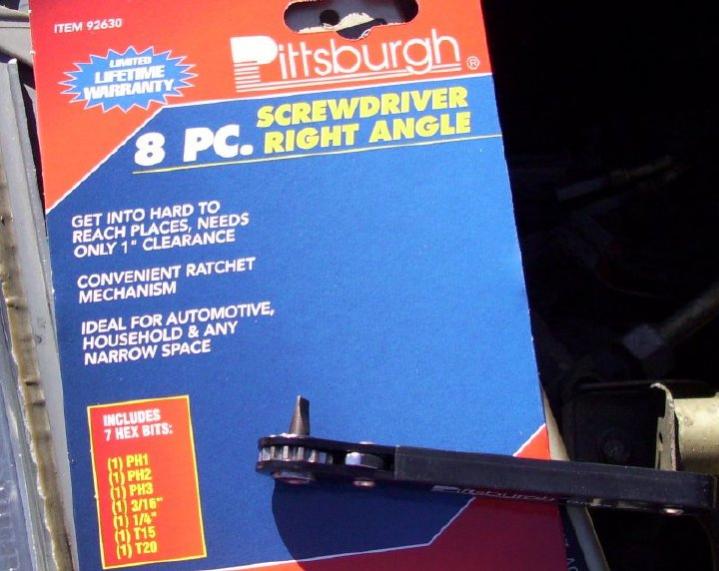 ITEM 92630
LIMITED
LIFETIME
WARRANTY
Pittsburgh ®
8 PC. SCREWDRIVER
RIGHT ANGLE
GET INTO HARD TO
REACH PLACES, NEEDS
ONLY 1" CLEARANCE
CONVENIENT RATCHET
MECHANISM
IDEAL FOR AUTOMOTIVE,
HOUSEHOLD & ANY
NARROW SPACE
INCLUDES
7 HEX BITS:
(1) PH1
(1) PH2
(1) PH3
(1) 3/16"
(1) 1/4"
(1) T15
(1) T20
Pittsburgh